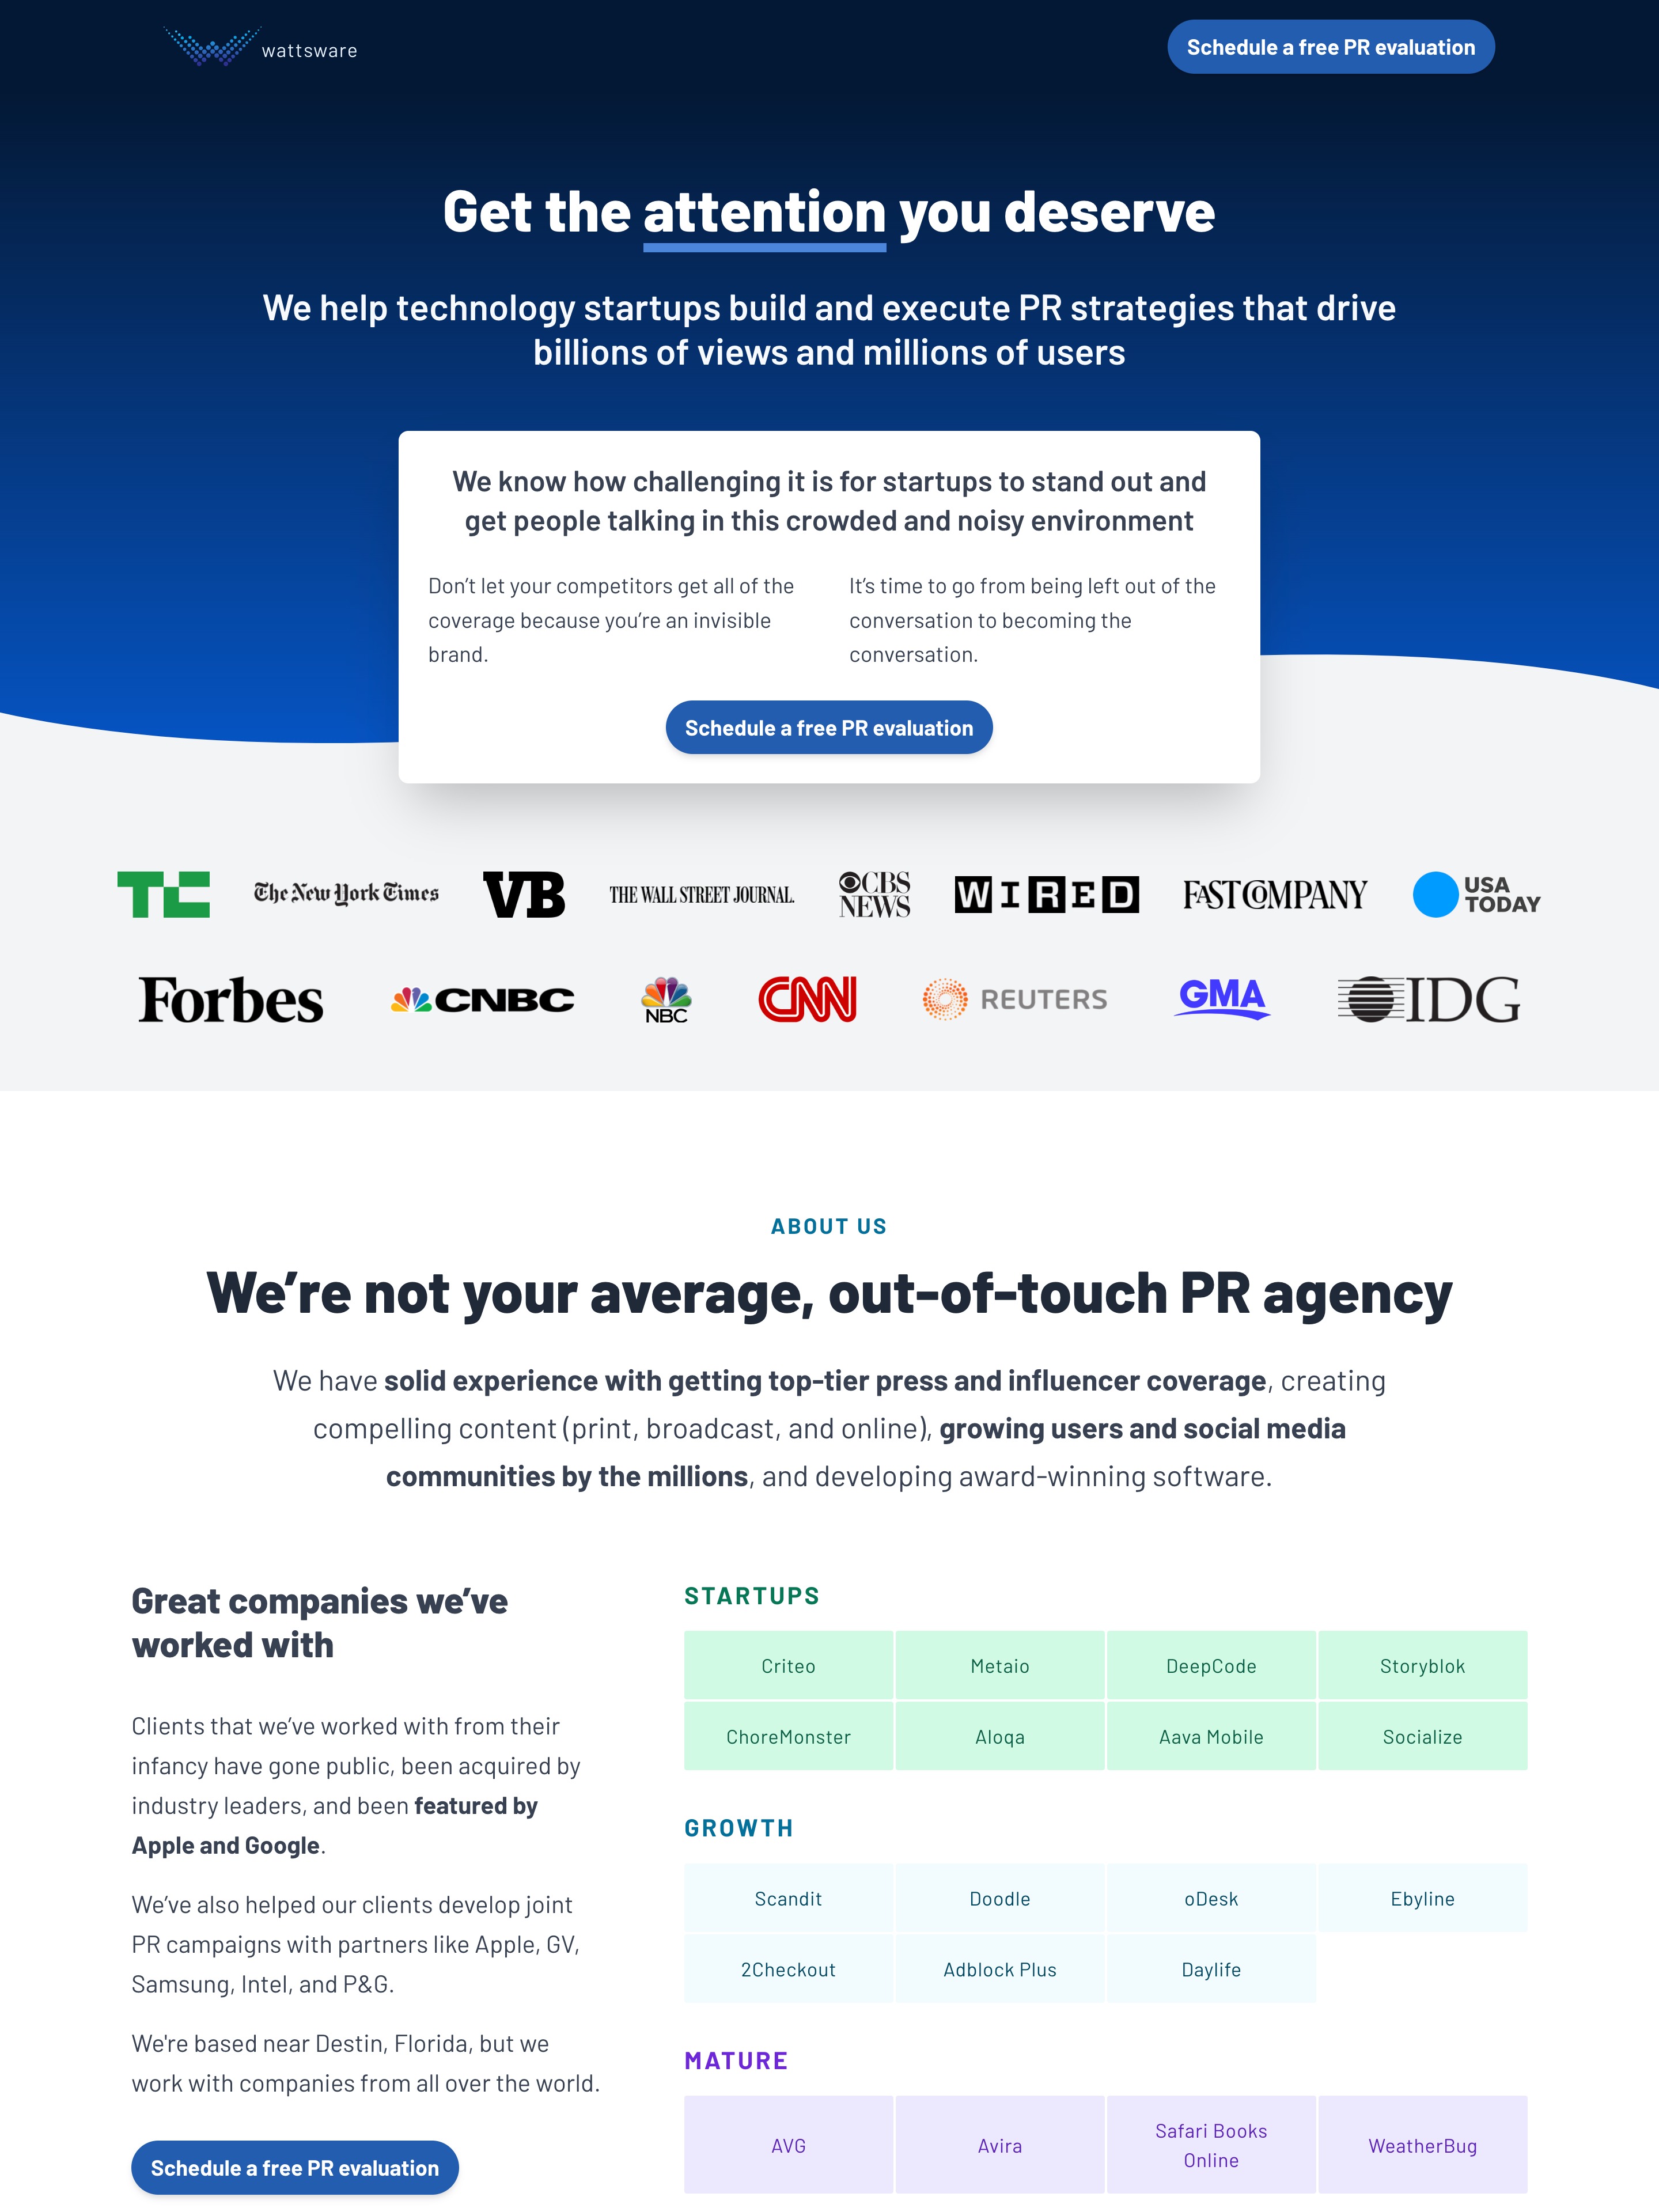 wattsware
Schedule a free PR evaluation
Get the attention you deserve
We help technology startups build and execute PR strategies that drive
billions of views and millions of users
We know how challenging it is for startups to stand out and
get people talking in this crowded and noisy environment
Don’t let your competitors get all of the
coverage because you’re an invisible
brand.
It’s time to go from being left out of the
conversation to becoming the
conversation.
Schedule a free PR evaluation
TC
The New York Times
VB
THE WALL STREET JOURNAL.
CBS
NEWS
WIRED
FAST COMPANY
USA
TODAY
Forbes
CNBC
NBC
CNN
REUTERS
GMA
IDG
ABOUT US
We’re not your average, out-of-touch PR agency
We have solid experience with getting top-tier press and influencer coverage, creating
compelling content (print, broadcast, and online), growing users and social media
communities by the millions, and developing award-winning software.
Great companies we’ve
worked with
Clients that we’ve worked with from their
infancy have gone public, been acquired by
industry leaders, and been featured by
Apple and Google.
We’ve also helped our clients develop joint
PR campaigns with partners like Apple, GV,
Samsung, Intel, and P&G.
We're based near Destin, Florida, but we
work with companies from all over the world.
Schedule a free PR evaluation
STARTUPS
Criteo
Metaio
DeepCode
Storyblok
ChoreMonster
Aloqa
Aava Mobile
Socialize
GROWTH
Scandit
Doodle
oDesk
Ebyline
2Checkout
Adblock Plus
Daylife
MATURE
AVG
Avira
Safari Books
Online
WeatherBug